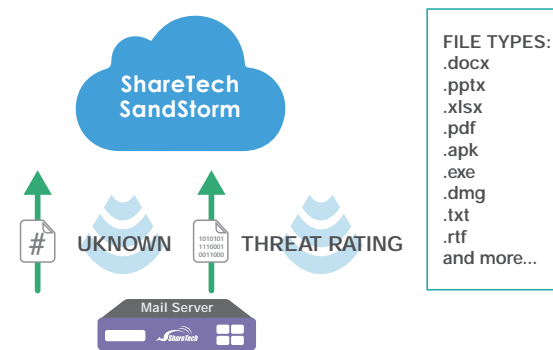 ShareTech
SandStorm
#
UKNOWN
1010101
1110001
0011000
THREAT RATING
Mail Server
ShareTech
FILE TYPES:
.docx
.pptx
.xlsx
.pdf
.apk
.exe
.dmg
.txt
.rtf
and more...